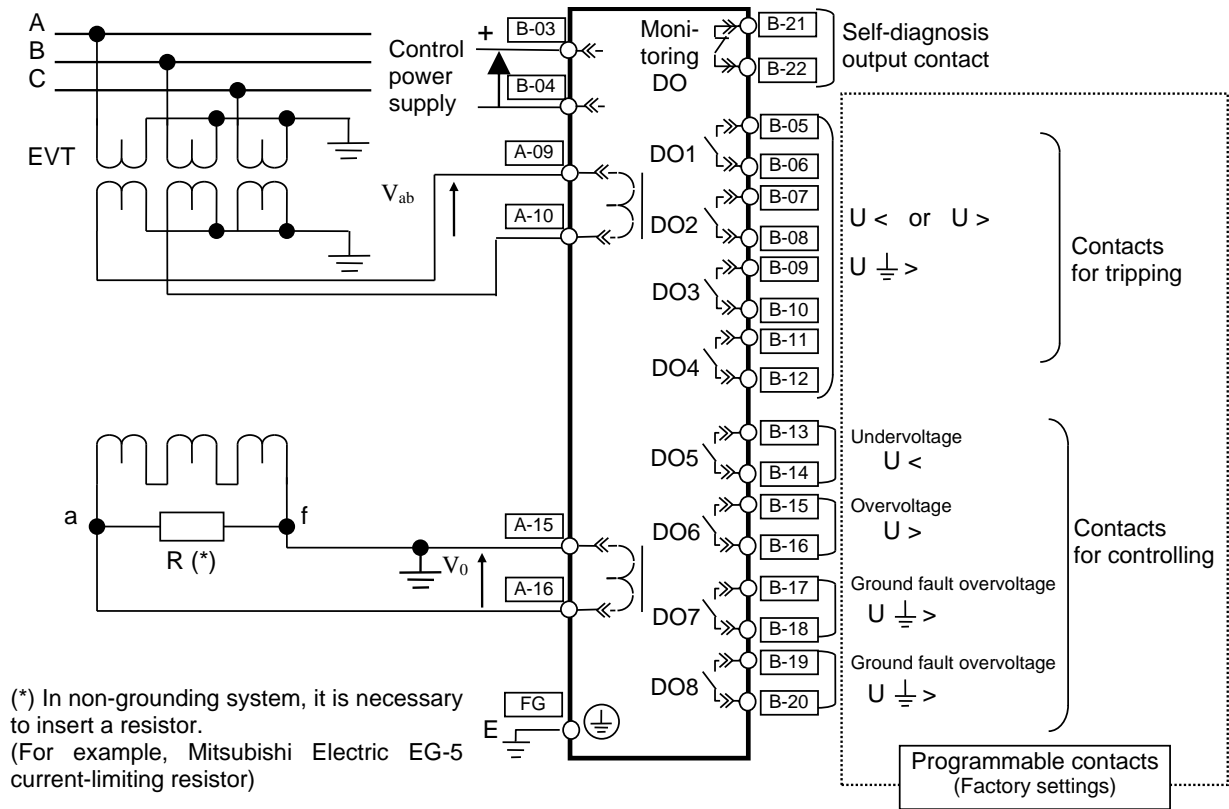 A
B
C
EVT
+
Control
power
supply
B-03
B-04
A-09
A-10
Vab
a
f
R (*)
V0
A-15
A-16
FG
E
(*) In non-grounding system, it is necessary
to insert a resistor.
(For example, Mitsubishi Electric EG-5
current-limiting resistor)
Moni-
toring
DO
DO1
DO2
DO3
DO4
DO5
DO6
DO7
DO8
B-21
B-22
B-05
B-06
B-07
B-08
B-09
B-10
B-11
B-12
B-13
B-14
B-15
B-16
B-17
B-18
B-19
B-20
Self-diagnosis
output contact
U < or U >
U ⏚ >
Contacts
for tripping
Undervoltage
U <
Overvoltage
U >
Ground fault overvoltage
U ⏚ >
Ground fault overvoltage
U ⏚ >
Contacts
for controlling
Programmable contacts
(Factory settings)